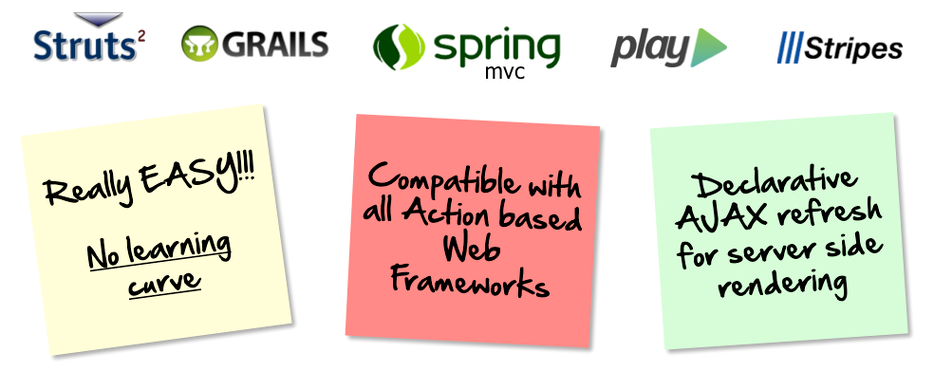 Struts2
GRAILS
spring
mvc
play
Stripes
Really EASY!!!
No learning
curve
Compatible with
all Action based
Web
Frameworks
Declarative
AJAX refresh
for server side
rendering